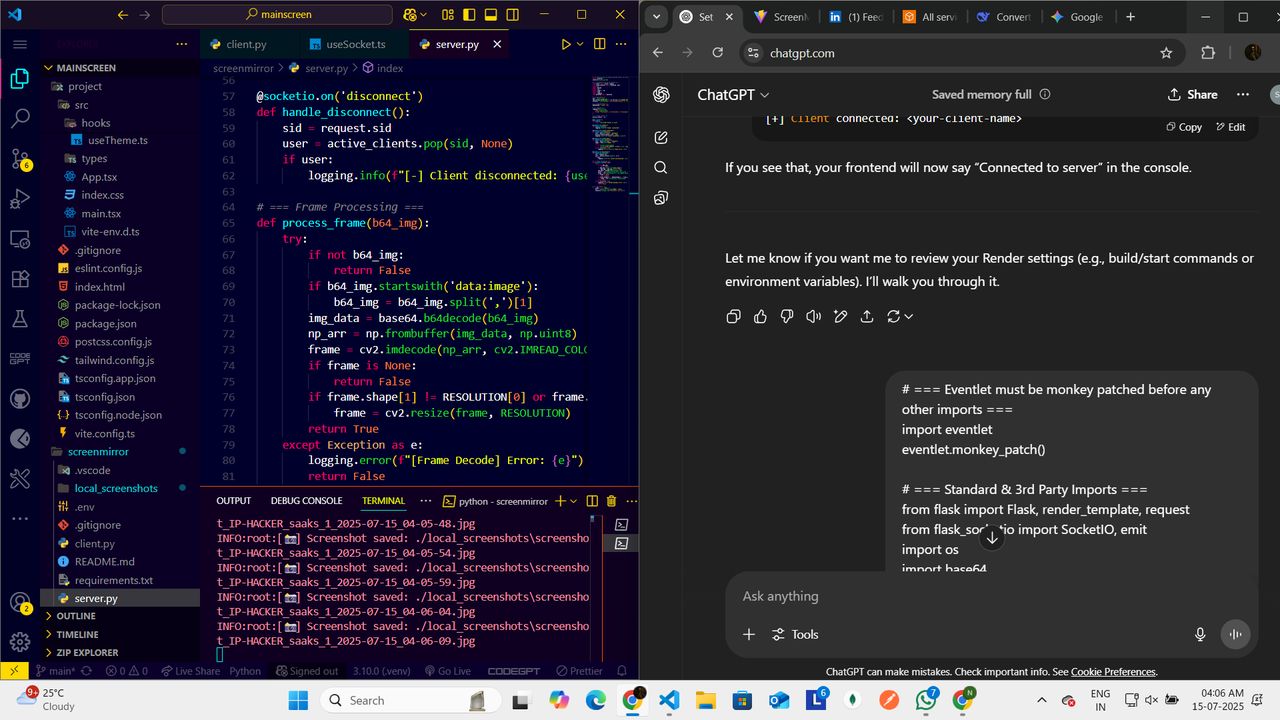 mainscreen
EXPLORER
MAINSCREEN
project
src
hooks
useTheme.ts
types
App.tsx
index.css
main.tsx
vite-env.d.ts
.gitignore
eslint.config.js
index.html
package-lock.json
package.json
postcss.config.js
tailwind.config.js
tsconfig.app.json
tsconfig.json
tsconfig.node.json
vite.config.ts
screenmirror
.vscode
local_screenshots
.env
.gitignore
client.py
README.md
requirements.txt
server.py
OUTLINE
TIMELINE
ZIP EXPLORER
6
CODE
GPT
2
client.py
useSocket.ts
server.py
screenmirror > server.py > index
56
57 @socketio.on('disconnect')
58 def handle_disconnect():
59 sid = request.sid
60 user = active_clients.pop(sid, None)
61 if user:
62 logging.info(f"[-] Client disconnected: {use
63
64 # === Frame Processing ===
65 def process_frame(b64_img):
66 try:
67 if not b64_img:
68 return False
69 if b64_img.startswith('data:image'):
70 b64_img = b64_img.split(',')[1]
71 img_data = base64.b64decode(b64_img)
72 np_arr = np.frombuffer(img_data, np.uint8)
73 frame = cv2.imdecode(np_arr, cv2.IMREAD_COLO
74 if frame is None:
75 return False
76 if frame.shape[1] != RESOLUTION[0] or frame.
77 frame = cv2.resize(frame, RESOLUTION)
78 return True
79 except Exception as e:
80 logging.error(f"[Frame Decode] Error: {e}")
81 return False
OUTPUT DEBUG CONSOLE TERMINAL python - screenmirror
t_IP-HACKER_saaks_1_2025-07-15_04-05-48.jpg
INFO:root:[📸] Screenshot saved: ./local_screenshots\screensho
t_IP-HACKER_saaks_1_2025-07-15_04-05-54.jpg
INFO:root:[📸] Screenshot saved: ./local_screenshots\screensho
t_IP-HACKER_saaks_1_2025-07-15_04-05-59.jpg
INFO:root:[📸] Screenshot saved: ./local_screenshots\screensho
t_IP-HACKER_saaks_1_2025-07-15_04-06-04.jpg
INFO:root:[📸] Screenshot saved: ./local_screenshots\screensho
t_IP-HACKER_saaks_1_2025-07-15_04-06-09.jpg
main* 0 0 Live Share Python Signed out 3.10.0 (.venv) Go Live CODEGPT Prettier
Set ScreenM (1) Feed All servi Convert Google
chatgpt.com
ChatGPT Saved memory full Share
[+] Client connected: <your-client-name>
Copy Edit
If you see that, your frontend will now say “Connected to server” in the console.
Let me know if you want me to review your Render settings (e.g., build/start commands or
environment variables). I’ll walk you through it.
# === Eventlet must be monkey patched before any
other imports ===
import eventlet
eventlet.monkey_patch()
# === Standard & 3rd Party Imports ===
from flask import Flask, render_template, request
from flask_socketio import SocketIO, emit
import os
import base64
Ask anything
Tools
ChatGPT can make mistakes. Check important info. See Cookie Preferences.
9+ 25°C
Cloudy
Search
6
7
N
ENG
IN
04:06 AM
15-07-2025